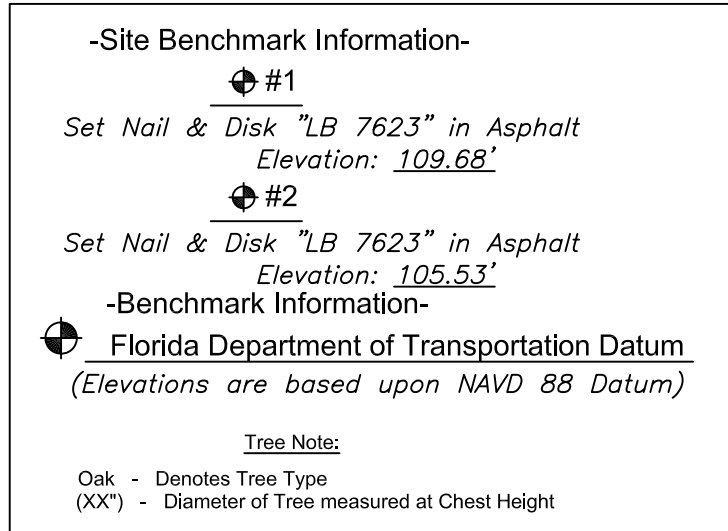 -Site Benchmark Information-
#1
Set Nail & Disk "LB 7623" in Asphalt
Elevation: 109.68'
#2
Set Nail & Disk "LB 7623" in Asphalt
Elevation: 105.53'
-Benchmark Information-
Florida Department of Transportation Datum
(Elevations are based upon NAVD 88 Datum)
Tree Note:
Oak - Denotes Tree Type
(XX") - Diameter of Tree measured at Chest Height